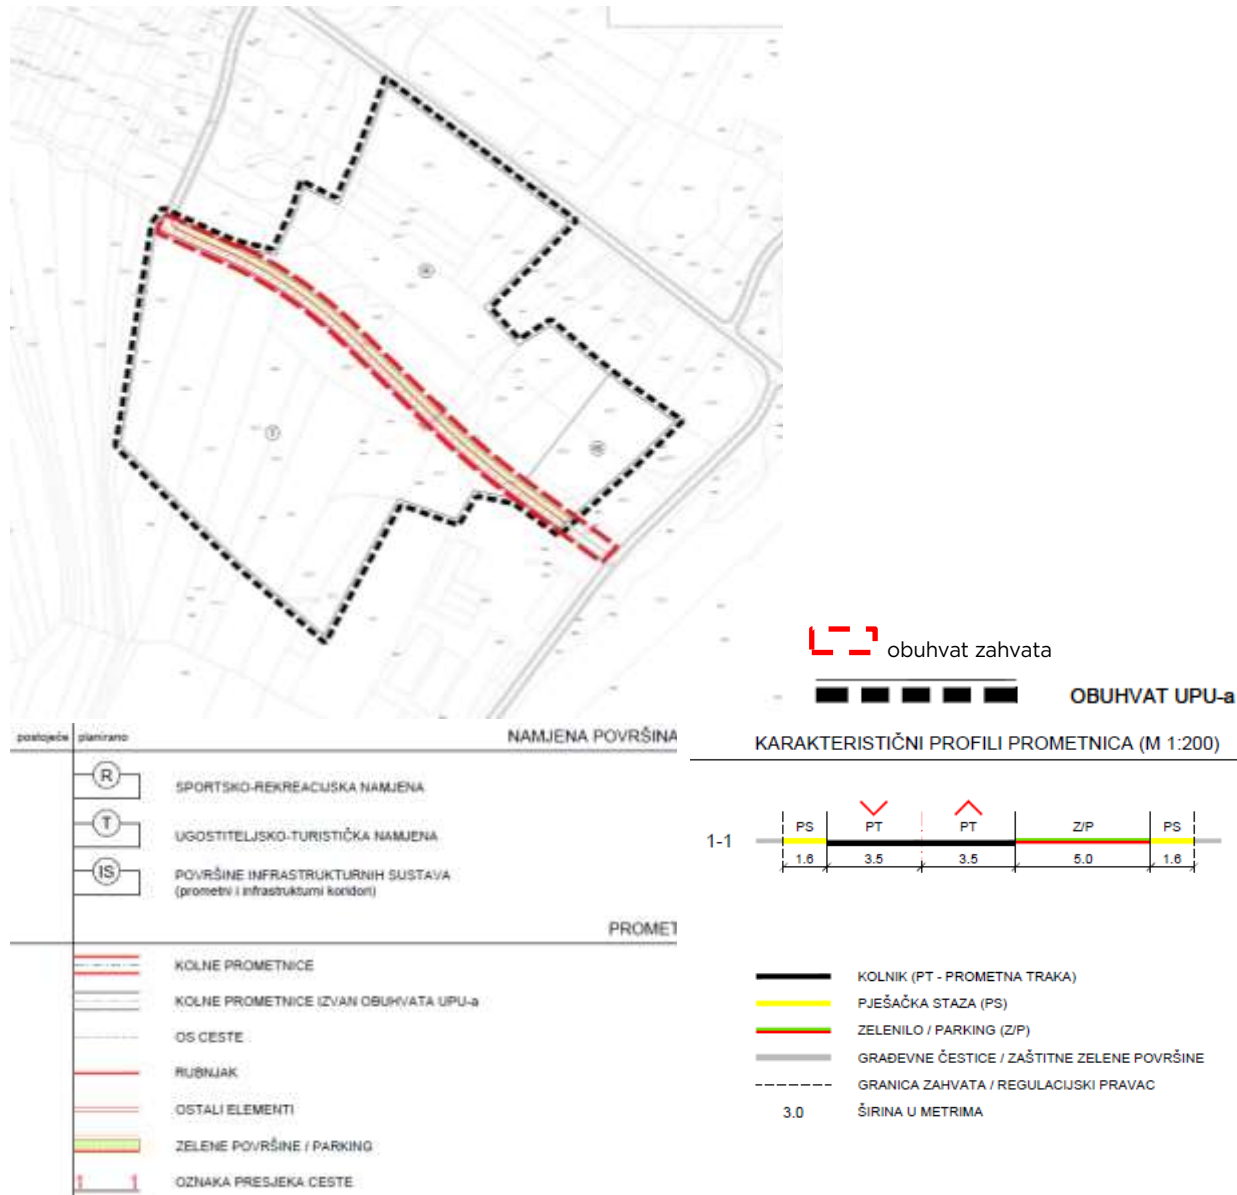 R
T
R
obuhvat zahvata
OBUHVAT UPU-a
postojeće planirano
NAMJENA POVRŠINA
R
SPORTSKO-REKREACIJSKA NAMJENA
T
UGOSTITELJSKO-TURISTIČKA NAMJENA
IS
POVRŠINE INFRASTRUKTURNIH SUSTAVA
(prometni i infrastrukturni koridori)
PROMET
KOLNE PROMETNICE
KOLNE PROMETNICE IZVAN OBUHVATA UPU-a
OS CESTE
RUBNJAK
OSTALI ELEMENTI
ZELENE POVRŠINE / PARKING
1 1 OZNAKA PRESJEKA CESTE
KARAKTERISTIČNI PROFILI PROMETNICA (M 1:200)
PS PT PT Z/P PS
1-1
1.6 3.5 3.5 5.0 1.6
KOLNIK (PT - PROMETNA TRAKA)
PJEŠAČKA STAZA (PS)
ZELENILO / PARKING (Z/P)
GRAĐEVNE ČESTICE / ZAŠTITNE ZELENE POVRŠINE
GRANICA ZAHVATA / REGULACIJSKI PRAVAC
3.0 ŠIRINA U METRIMA